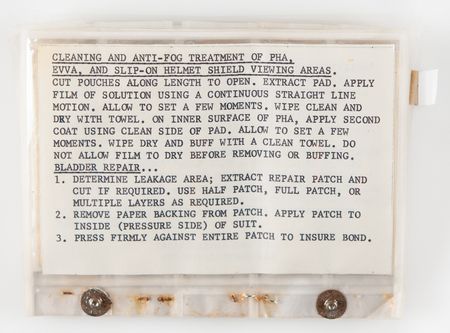 CLEANING AND ANTI-FOG TREATMENT OF PHA,
EVVA, AND SLIP-ON HELMET SHIELD VIEWING AREAS.
CUT POUCHES ALONG LENGTH TO OPEN. EXTRACT PAD. APPLY
FILM OF SOLUTION USING A CONTINUOUS STRAIGHT LINE
MOTION. ALLOW TO SET A FEW MOMENTS. WIPE CLEAN AND
DRY WITH TOWEL. ON INNER SURFACE OF PHA, APPLY SECOND
COAT USING CLEAN SIDE OF PAD. ALLOW TO SET A FEW
MOMENTS. WIPE DRY AND BUFF WITH A CLEAN TOWEL. DO
NOT ALLOW FILM TO DRY BEFORE REMOVING OR BUFFING.
BLADDER REPAIR...
1. DETERMINE LEAKAGE AREA; EXTRACT REPAIR PATCH AND
CUT IF REQUIRED. USE HALF PATCH, FULL PATCH, OR
MULTIPLE LAYERS AS REQUIRED.
2. REMOVE PAPER BACKING FROM PATCH. APPLY PATCH TO
INSIDE (PRESSURE SIDE) OF SUIT.
3. PRESS FIRMLY AGAINST ENTIRE PATCH TO INSURE BOND.